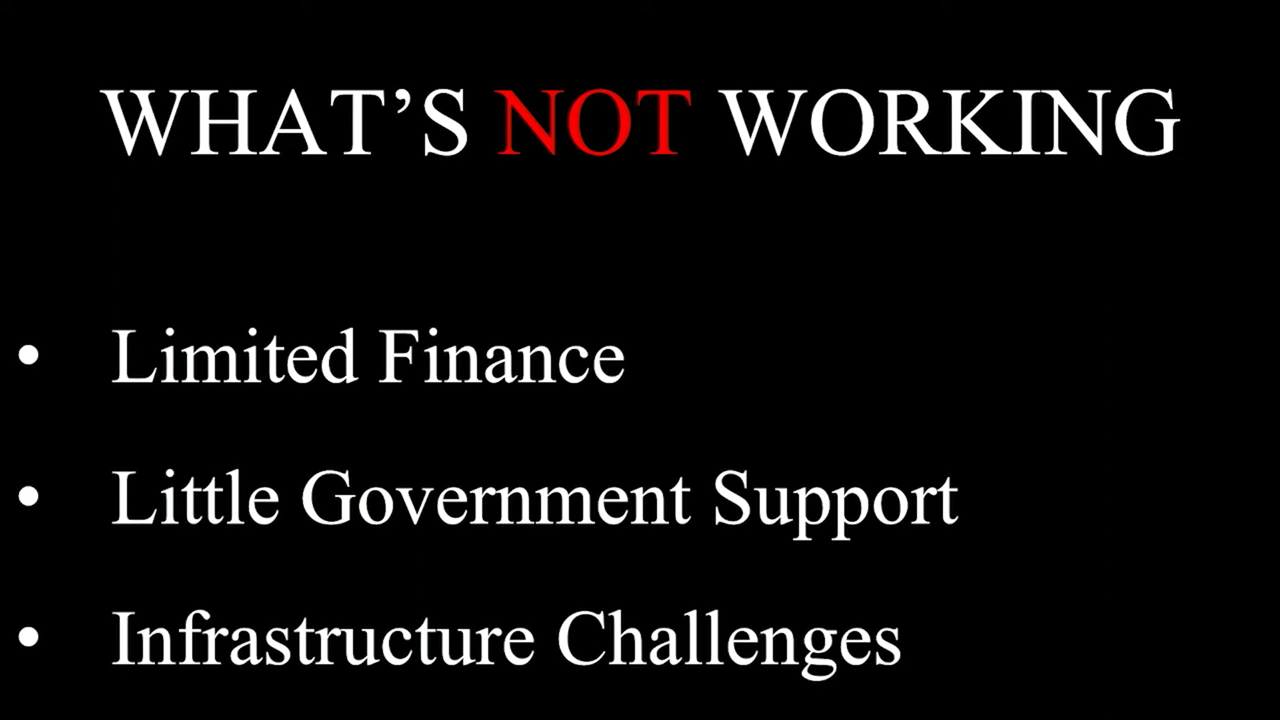 WHAT’S NOT WORKING
• Limited Finance
• Little Government Support
• Infrastructure Challenges